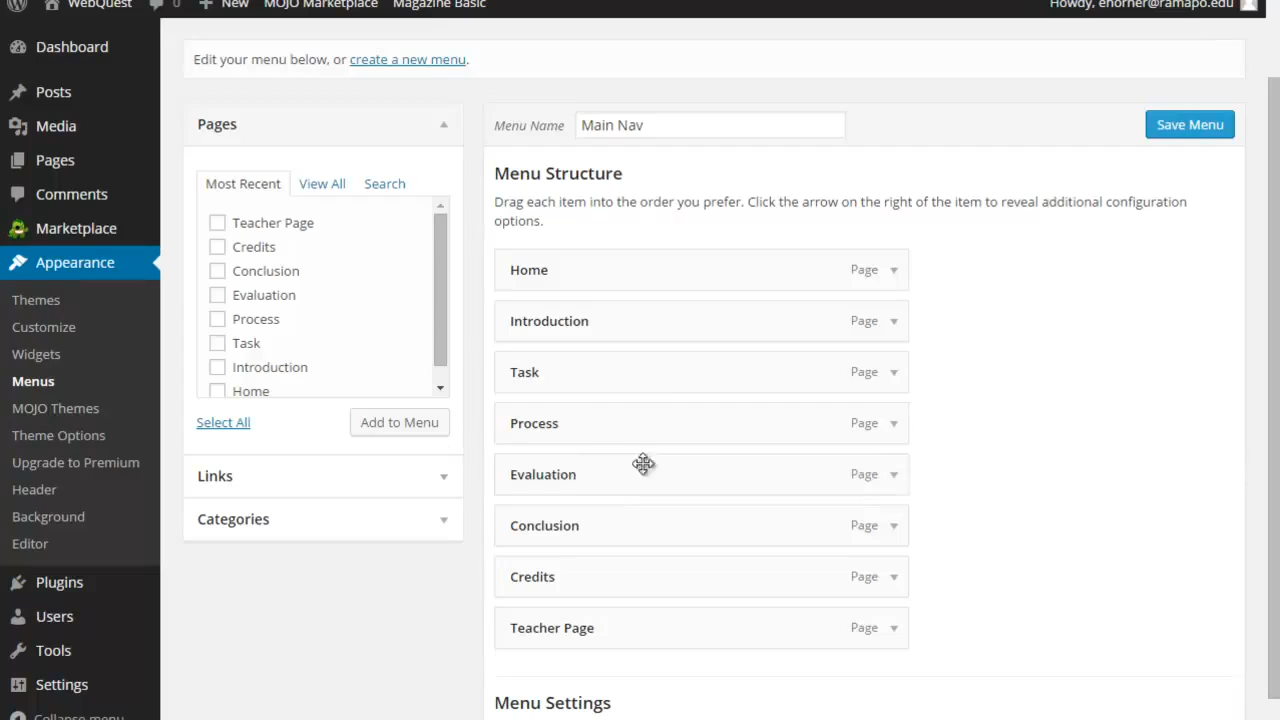 WebQuest 0 New MOJO Marketplace Magazine Basic Howdy, ehorner@ramapo.edu
Dashboard
Posts
Media
Pages
Comments
Marketplace
Appearance
Themes
Customize
Widgets
Menus
MOJO Themes
Theme Options
Upgrade to Premium
Header
Background
Editor
Plugins
Users
Tools
Settings
Collapse menu
Edit your menu below, or create a new menu.
Pages
Most Recent View All Search
Teacher Page
Credits
Conclusion
Evaluation
Process
Task
Introduction
Home
Select All Add to Menu
Links
Categories
Menu Name Main Nav Save Menu
Menu Structure
Drag each item into the order you prefer. Click the arrow on the right of the item to reveal additional configuration
options.
Home Page
Introduction Page
Task Page
Process Page
Evaluation Page
Conclusion Page
Credits Page
Teacher Page Page
Menu Settings